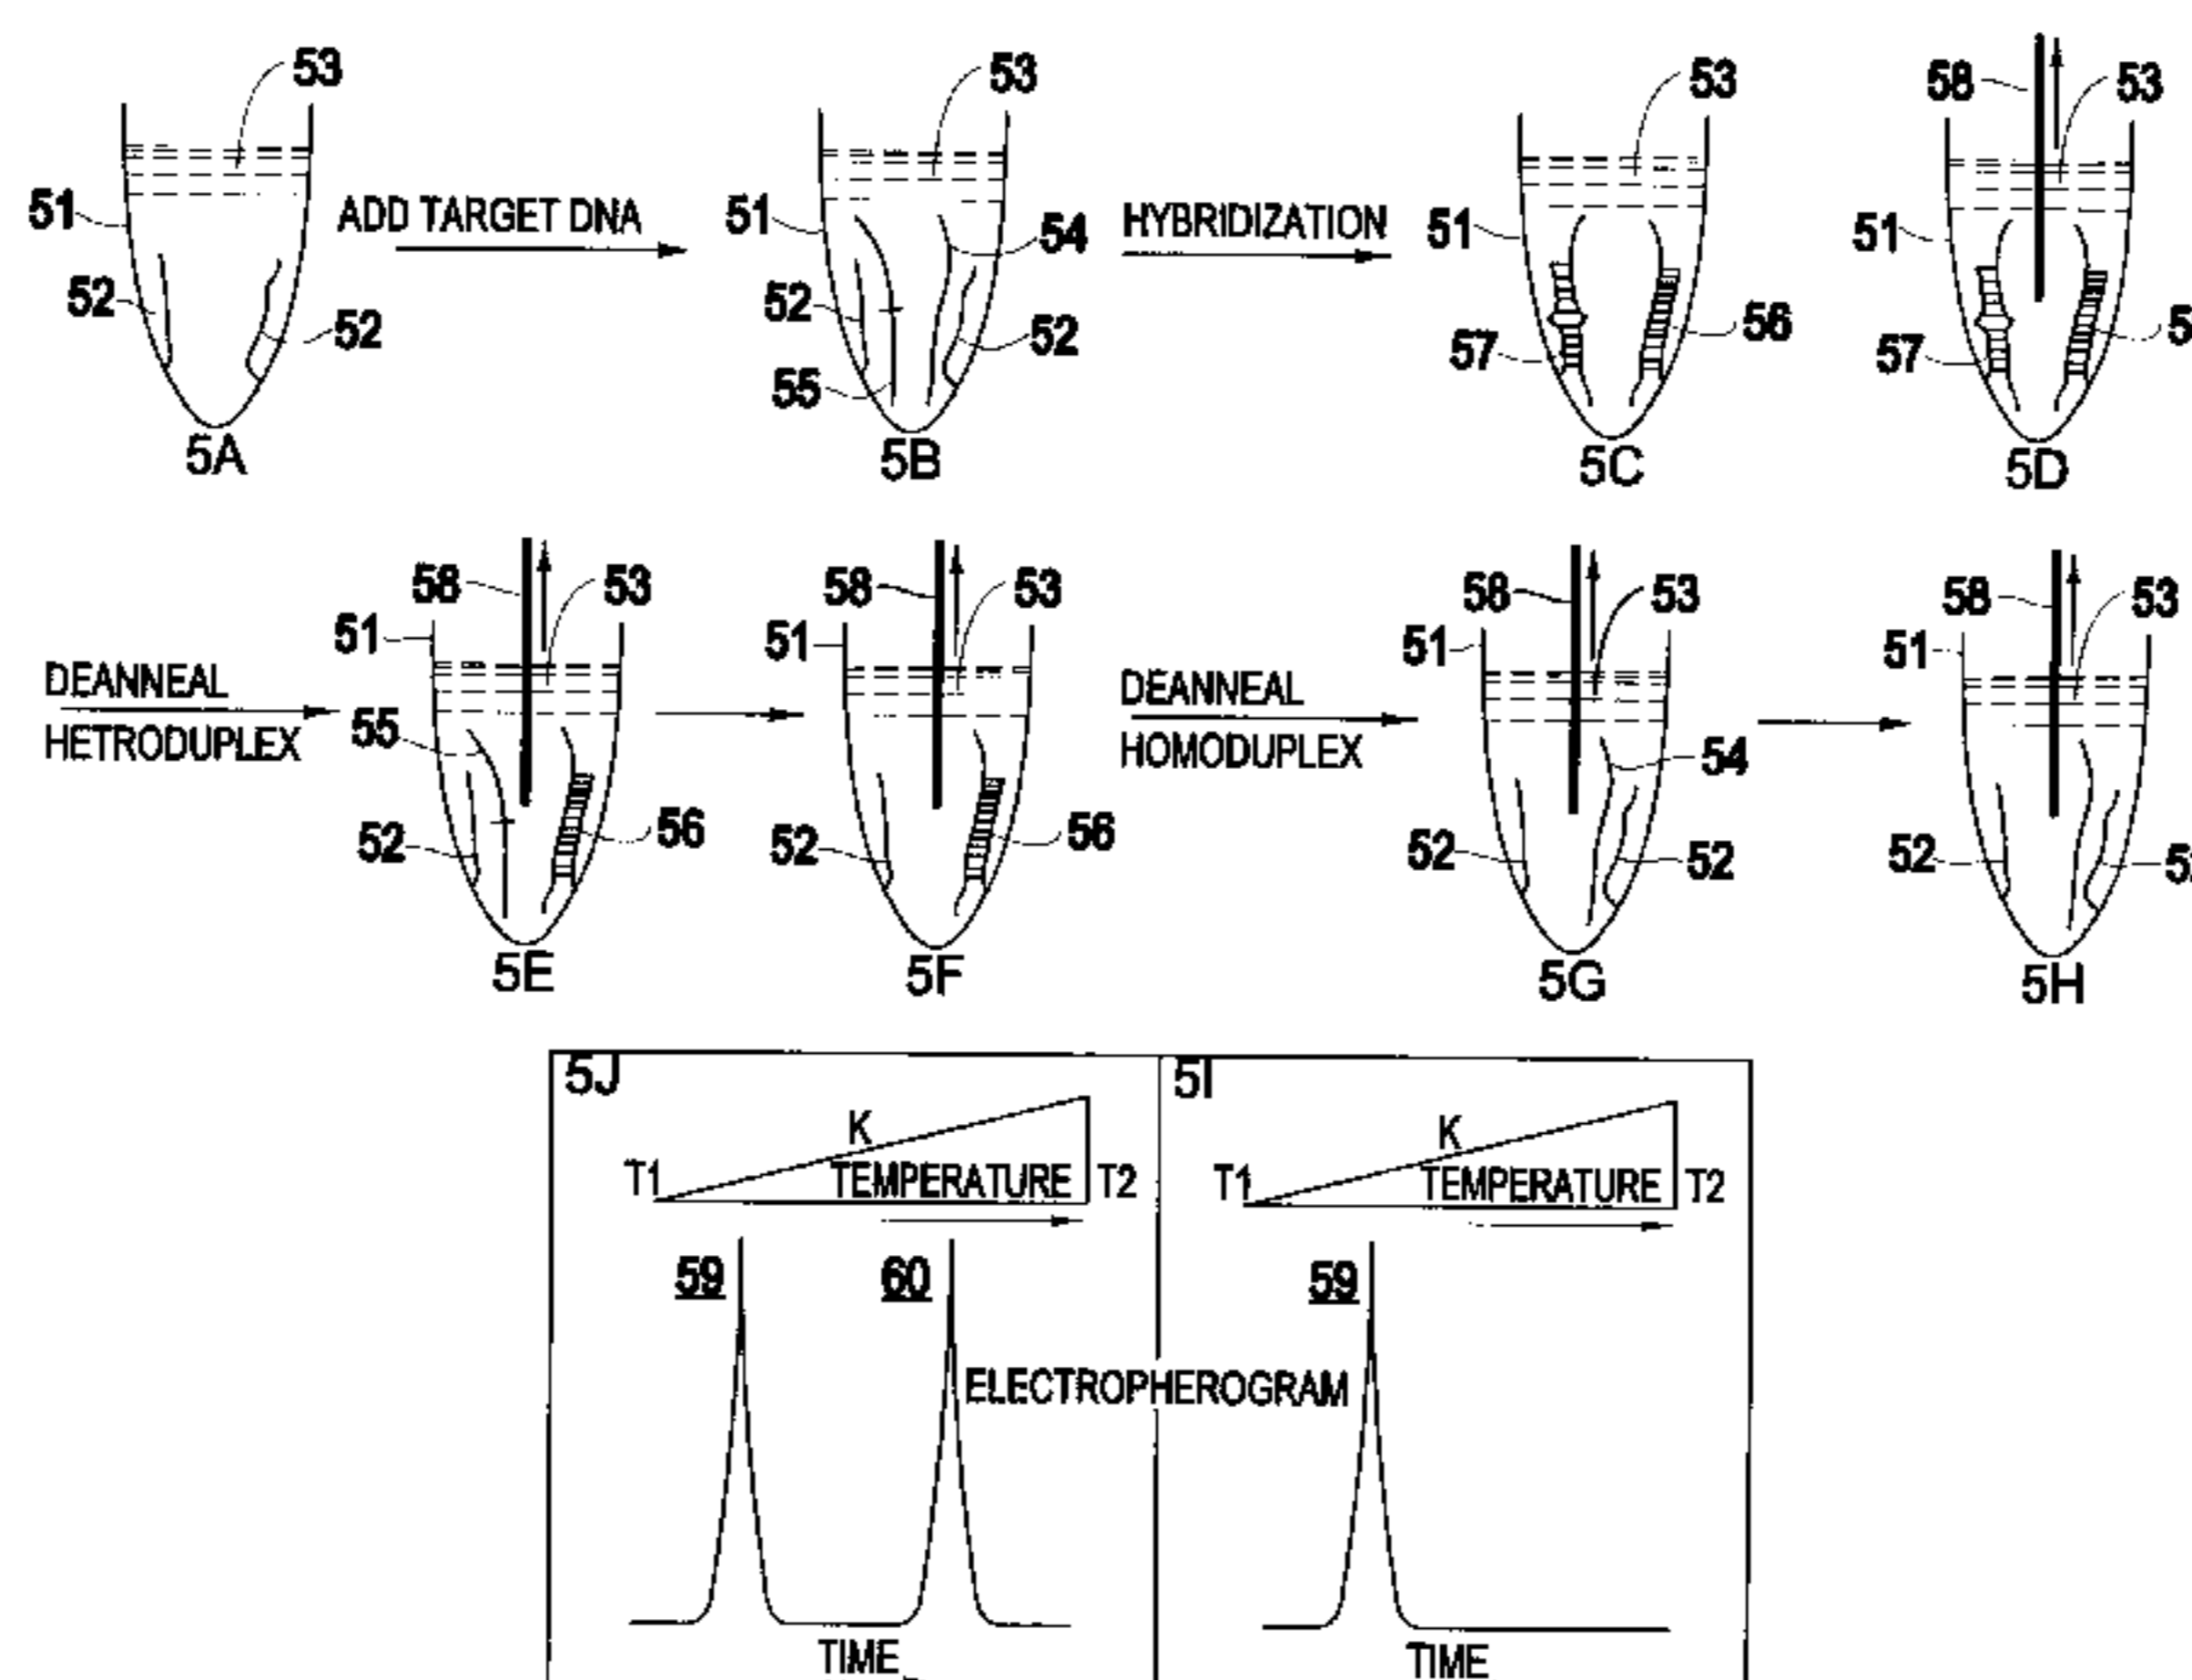 53
53
53
58
53
51
ADD TARGET DNA
51
HYBRIDIZATION
54
51
51
52
52
52
52
55
57
56
57
5A
5B
5C
5D
58
53
58
53
58
53
58
53
51
51
51
51
DEANNEAL
HETRODUPLEX
55
DEANNEAL
HOMODUPLEX
54
52
56
52
56
52
52
52
5E
5F
5G
5H
5J
5I
K
K
T1
TEMPERATURE
T2
T1
TEMPERATURE
T2
59
60
59
ELECTROPHEROGRAM
TIME
TIME